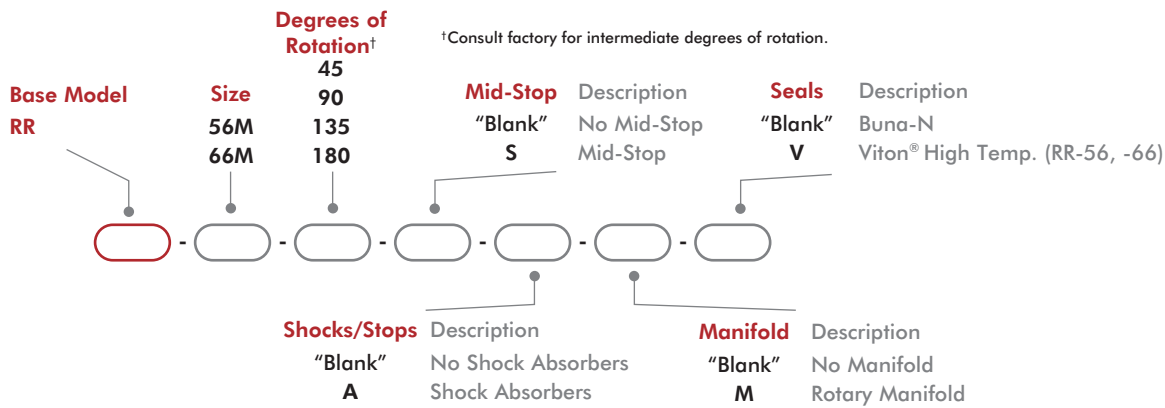 Degrees of
Rotation†
†Consult factory for intermediate degrees of rotation.
45
Base Model Size 90 Mid-Stop Description Seals Description
RR 56M 135 "Blank" No Mid-Stop "Blank" Buna-N
66M 180 S Mid-Stop V Viton® High Temp. (RR-56, -66)
- - - - - -
Shocks/Stops Description Manifold Description
"Blank" No Shock Absorbers "Blank" No Manifold
A Shock Absorbers M Rotary Manifold